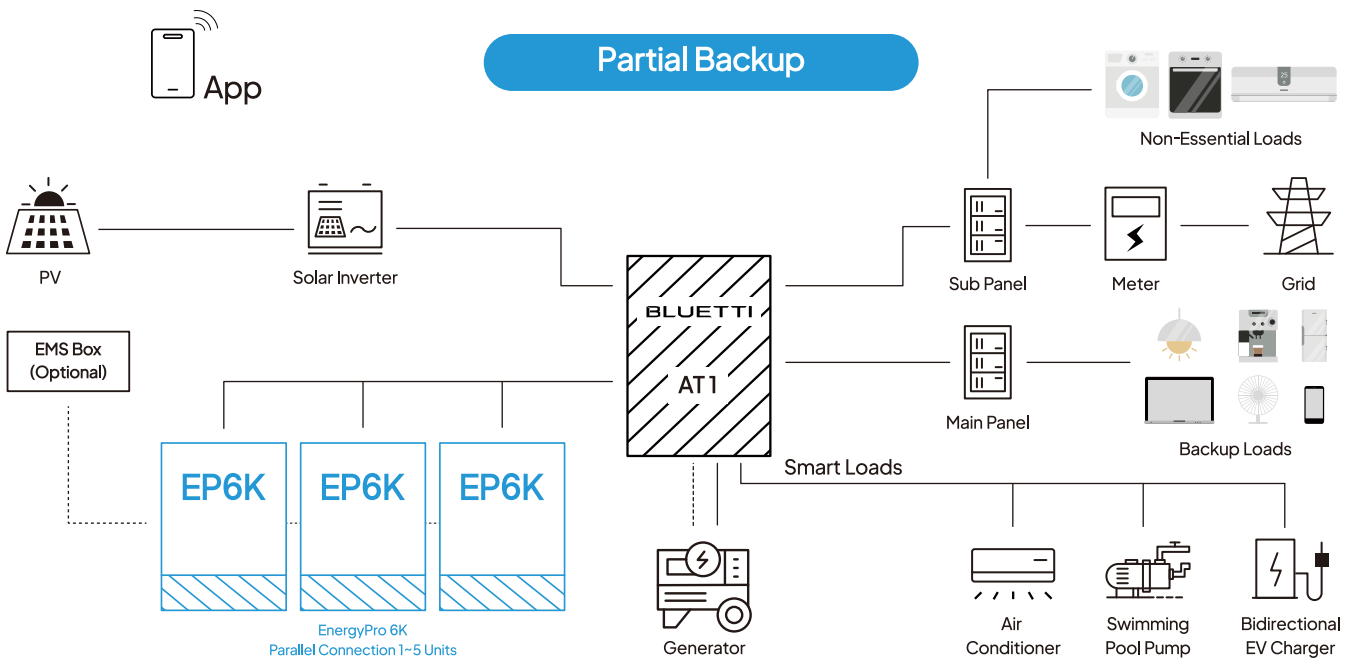 App
Partial Backup
Non-Essential Loads
25
PV
Solar Inverter
Sub Panel
Meter
Grid
BLUETTI
AT1
EMS Box
(Optional)
Main Panel
Backup Loads
EP6K
EP6K
EP6K
Smart Loads
EnergyPro 6K
Parallel Connection 1~5 Units
Generator
Air
Conditioner
Swimming
Pool Pump
Bidirectional
EV Charger